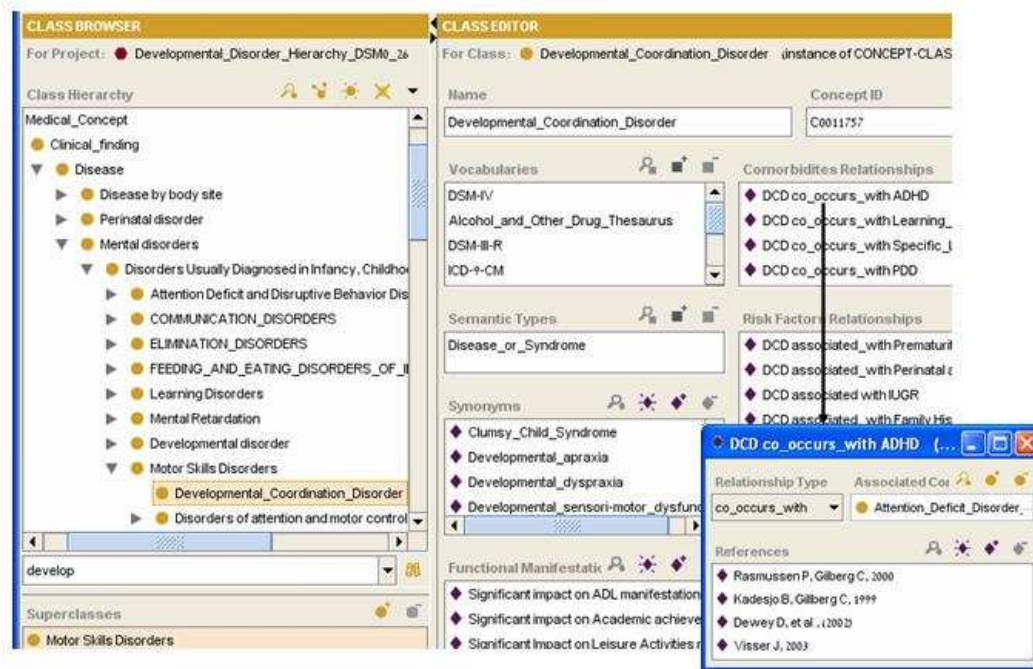 CLASS BROWSER
For Project: Developmental_Disorder_Hierarchy_DSM0_26
Class Hierarchy
Medical_Concept
Clinical_finding
Disease
Disease by body site
Perinatal disorder
Mental disorders
Disorders Usually Diagnosed in Infancy, Childhoo
Attention Deficit and Disruptive Behavior Dis
COMMUNICATION_DISORDERS
ELIMINATION_DISORDERS
FEEDING_AND_EATING_DISORDERS_OF_I
Learning Disorders
Mental Retardation
Developmental disorder
Motor Skills Disorders
Developmental_Coordination_Disorder
Disorders of attention and motor control
develop
Superclasses
Motor Skills Disorders
CLASS EDITOR
For Class: Developmental_Coordination_Disorder (instance of CONCEPT-CLAS
Name
Developmental_Coordination_Disorder
Concept ID
C0011757
Vocabularies
DSM-IV
Alcohol_and_Other_Drug_Thesaurus
DSM-III-R
ICD-9-CM
Comorbidites Relationships
DCD co_occurs_with ADHD
DCD co_occurs_with Learning_
DCD co_occurs_with Specific_L
DCD co_occurs_with PDD
Semantic Types
Disease_or_Syndrome
Risk Factors Relationships
DCD associated_with Prematurit
DCD associated_with Perinatal a
DCD associated with IUGR
DCD associated_with Family His
Synonyms
Clumsy_Child_Syndrome
Developmental_apraxia
Developmental_dyspraxia
Developmental_sensori-motor_dysfunc
Functional Manifestatic
Significant impact on ADL manifestation
Significant impact on Academic achieve
Significant Impact on Leisure Activities r
DCD co_occurs_with ADHD (...
Relationship Type
co_occurs_with
Associated Cor
Attention_Deficit_Disorder_
References
Rasmussen P, Gilberg C, 2000
Kadesjo B, Gillberg C, 1999
Dewey D, et al ., (2002)
Visser J, 2003